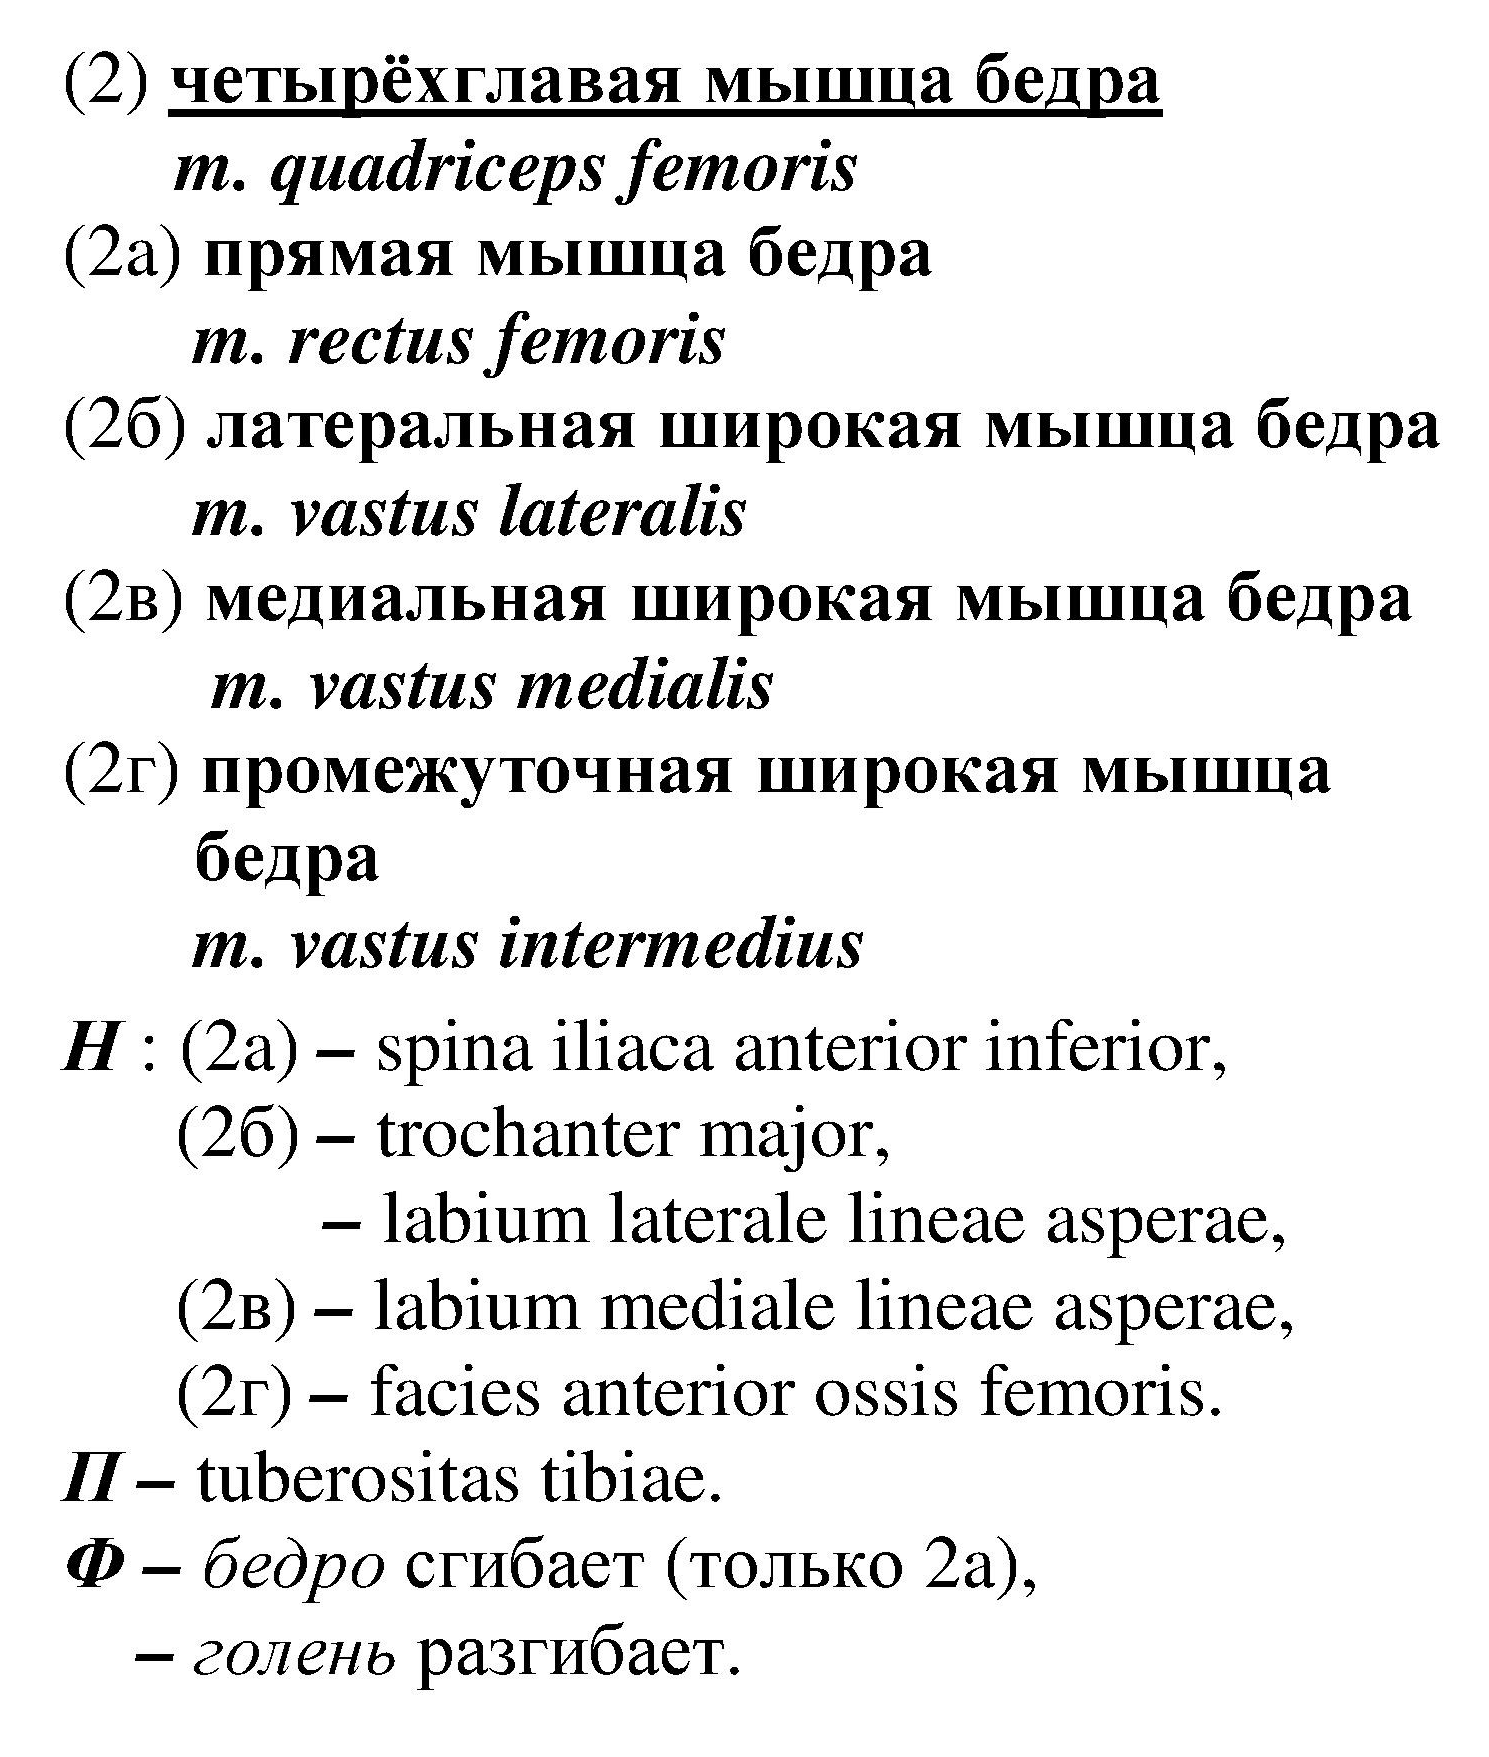 (2) четырёхглавая мышца бедра
m. quadriceps femoris
(2а) прямая мышца бедра
m. rectus femoris
(2б) латеральная широкая мышца бедра
m. vastus lateralis
(2в) медиальная широкая мышца бедра
m. vastus medialis
(2г) промежуточная широкая мышца
бедра
m. vastus intermedius
Н : (2а) – spina iliaca anterior inferior,
(2б) – trochanter major,
– labium laterale lineae asperae,
(2в) – labium mediale lineae asperae,
(2г) – facies anterior ossis femoris.
П – tuberositas tibiae.
Ф – бедро сгибает (только 2а),
– голень разгибает.